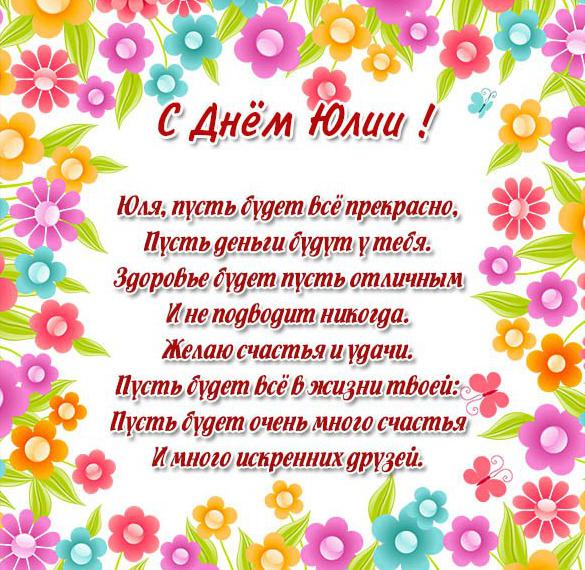 С Днём Юлии !
Юля, пусть будет всё прекрасно,
Пусть деньги будут у тебя.
Здоровье будет пусть отличным
И не подводит никогда.
Желаю счастья и удачи.
Пусть будет всё в жизни твоей:
Пусть будет очень много счастья
И много искренних друзей.